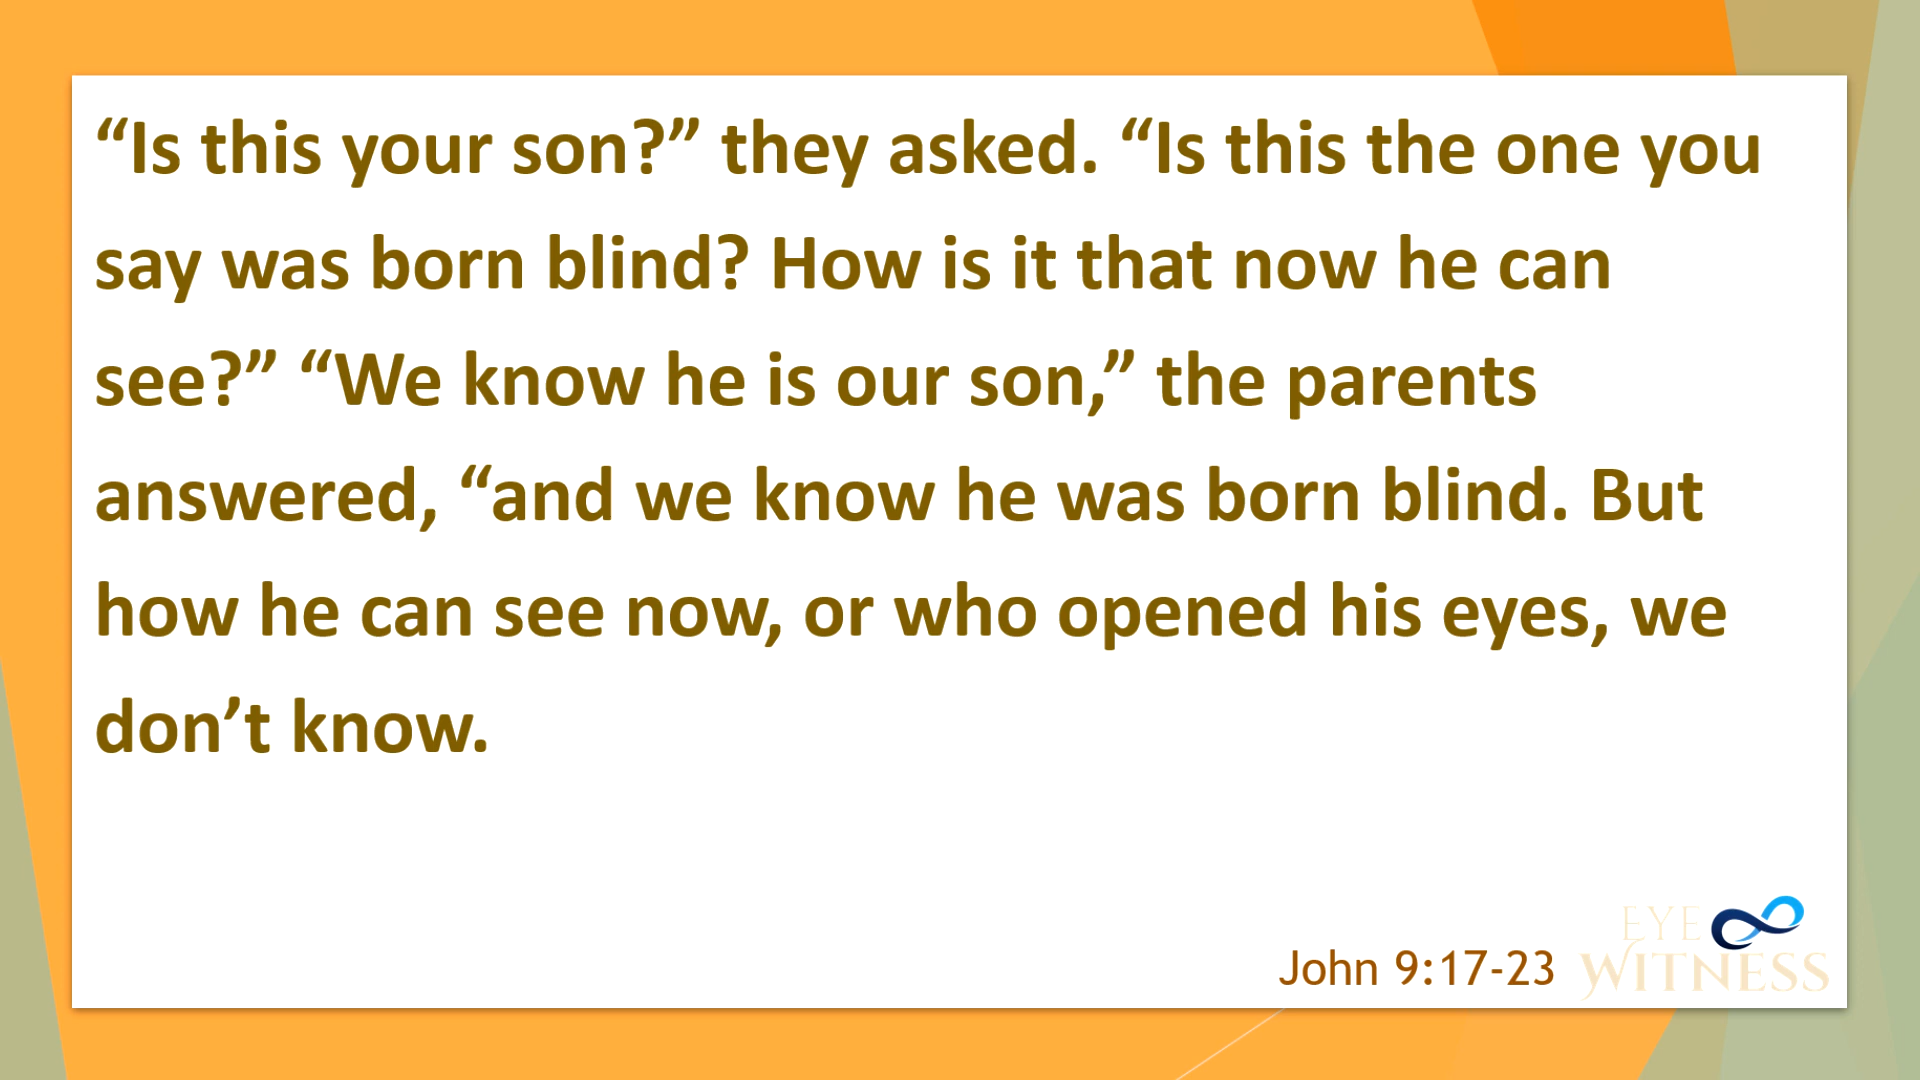 “Is this your son?” they asked. “Is this the one you
say was born blind? How is it that now he can
see?” “We know he is our son,” the parents
answered, “and we know he was born blind. But
how he can see now, or who opened his eyes, we
don’t know.
John 9:17-23
EYE
WITNESS